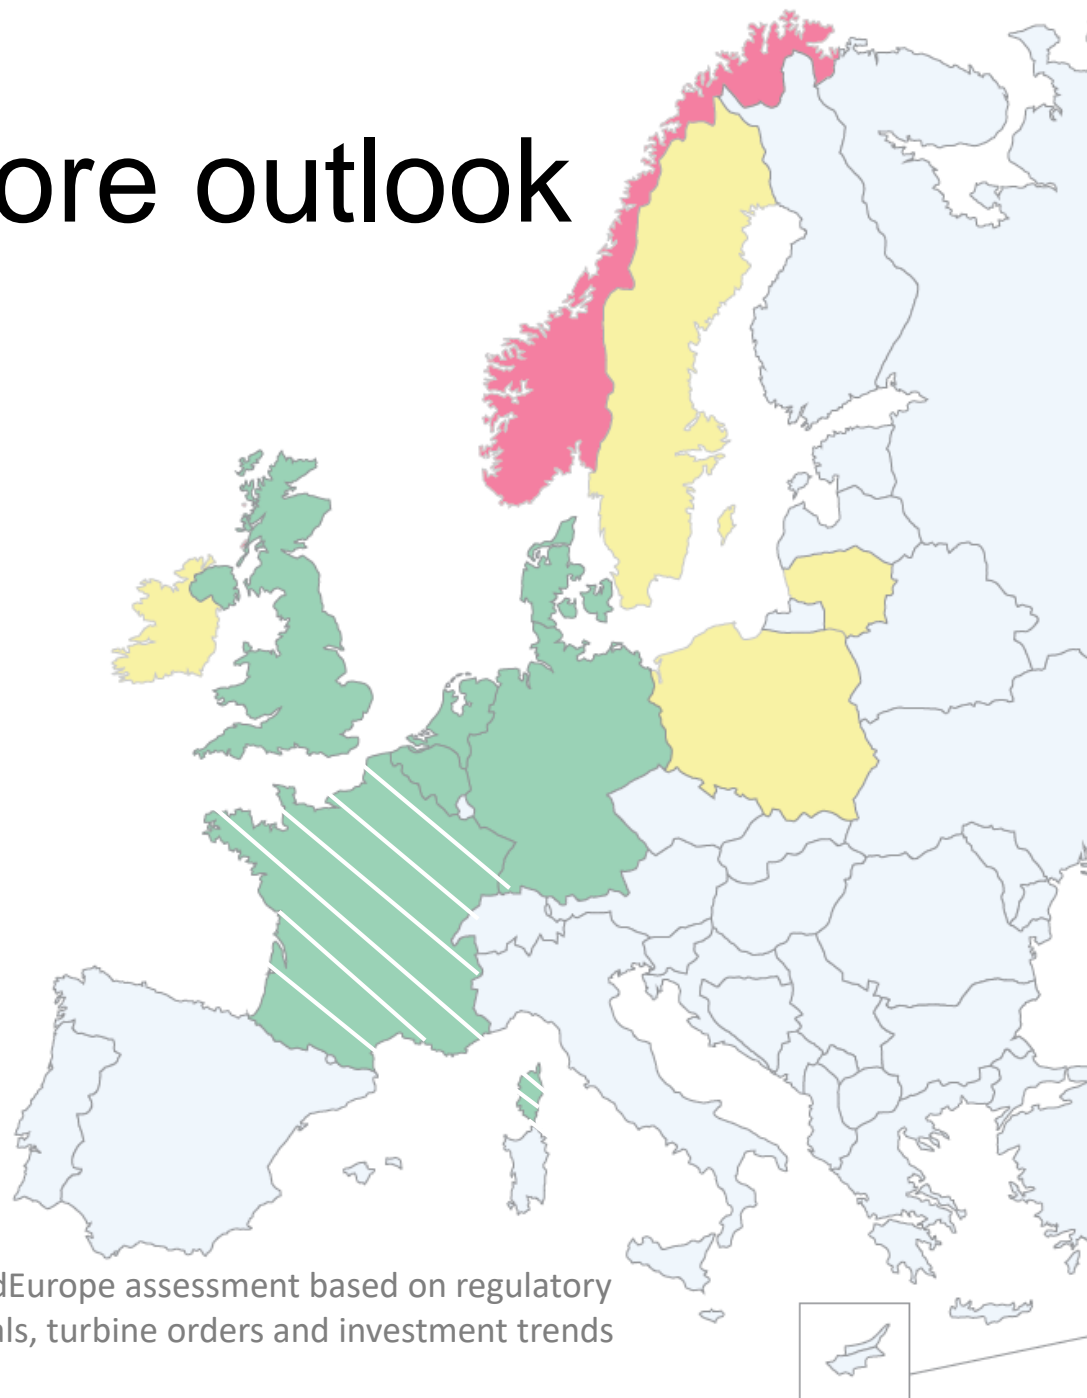 ore outlook
dEurope assessment based on regulatory
ls, turbine orders and investment trends